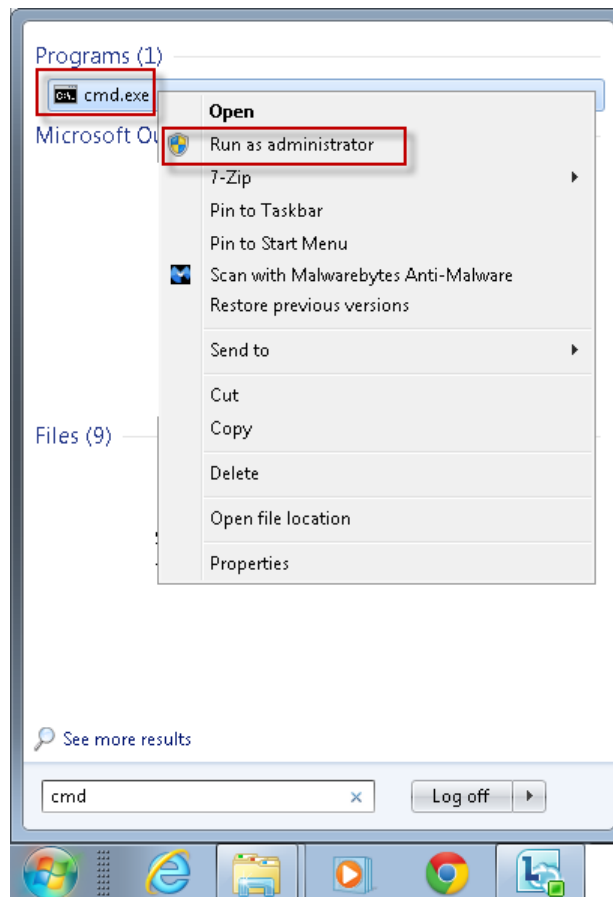 Programs (1)
cmd.exe
Open
Microsoft Ou
Run as administrator
7-Zip
Pin to Taskbar
Pin to Start Menu
Scan with Malwarebytes Anti-Malware
Restore previous versions
Send to
Cut
Copy
Files (9)
Delete
Open file location
Properties
See more results
cmd
Log off